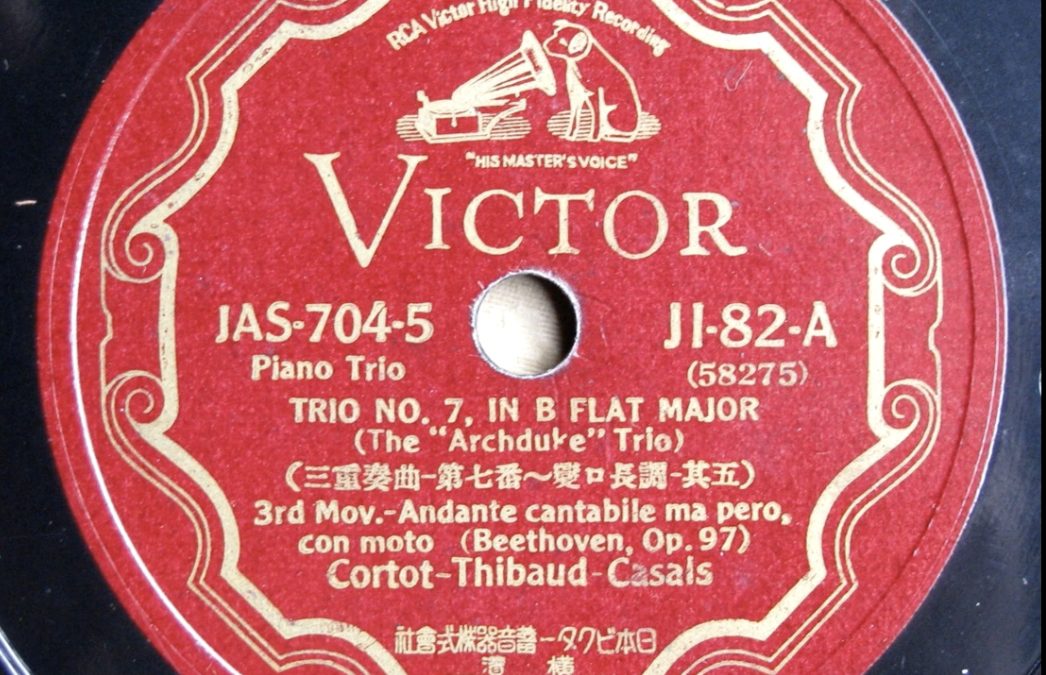 RCA Victor High Fidelity Recording
"HIS MASTER'S VOICE"
VICTOR
JAS-704-5
JI-82-A
Piano Trio
(58275)
TRIO NO. 7, IN B FLAT MAJOR
(The "Archduke" Trio)
(三重奏曲-第七番～變ロ長調-其五)
3rd Mov.-Andante cantabile ma pero,
con moto (Beethoven, Op. 97)
Cortot-Thibaud-Casals
社會式株機器音蓄ータクビ本日
濱 横